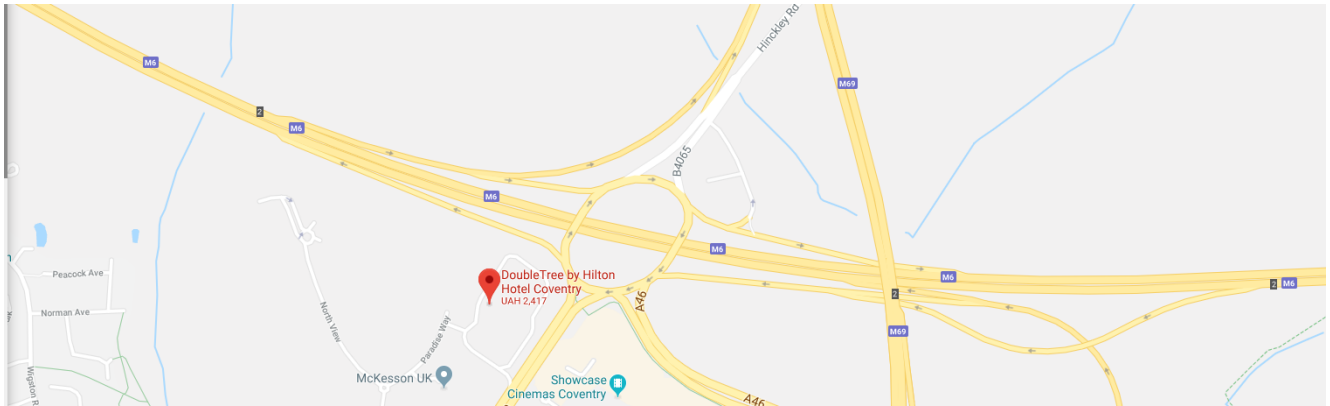 Hinckley Rd
M6
2
M6
M69
B4065
M6
M6
M6
Peacock Ave
DoubleTree by Hilton
Hotel Coventry
UAH 2,417
2
2
M6
Norman Ave
A46
North View
Paradise Way
M69
McKesson UK
Showcase
Cinemas Coventry
A46